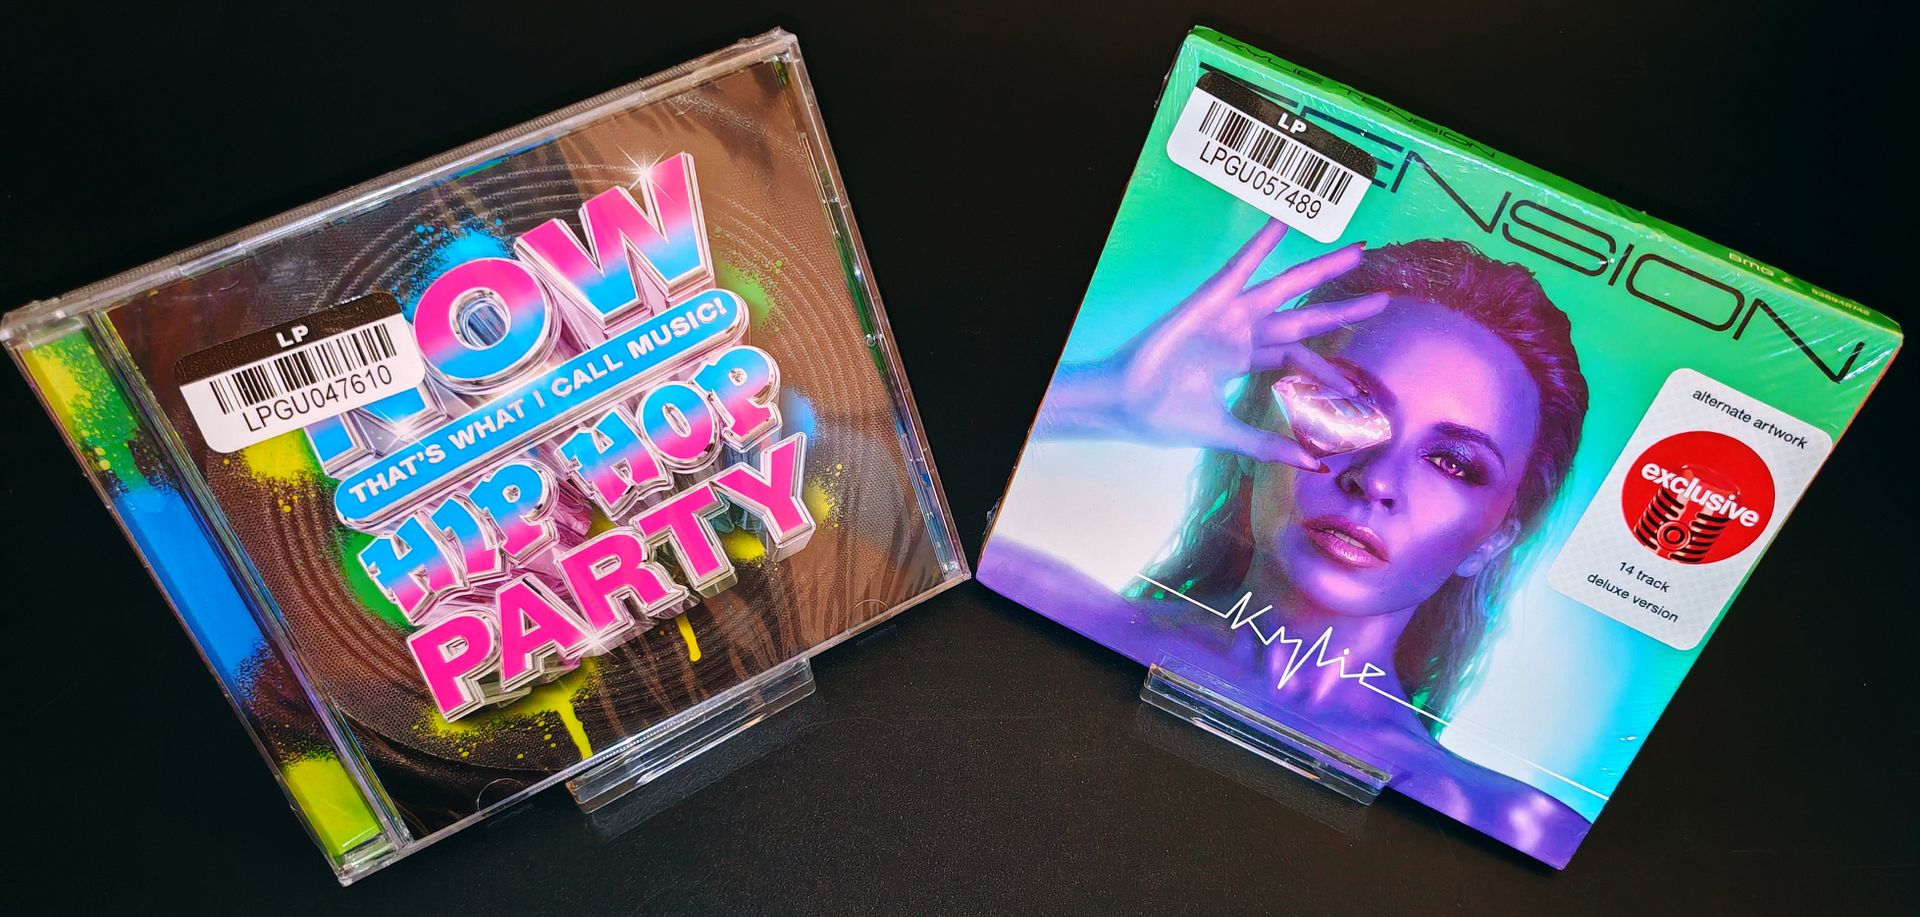 NOW
LP
LPGU047610
THAT'S WHAT I CALL MUSIC!
HIP HOP
PARTY
KYLIE TENSION
BMG
538948742
LP
LPGU057489
TENSION
alternate artwork
exclusive
14 track
deluxe version
Kylie